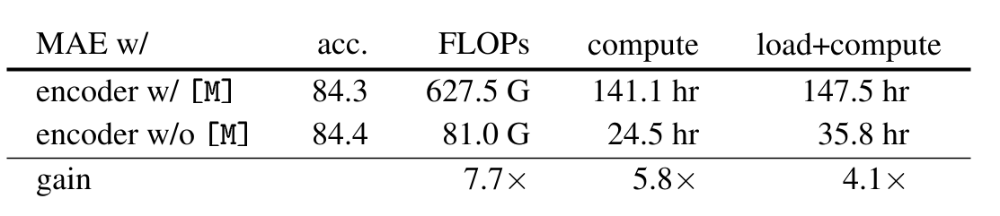 MAE w/ acc. FLOPs compute load+compute
encoder w/ [M] 84.3 627.5 G 141.1 hr 147.5 hr
encoder w/o [M] 84.4 81.0 G 24.5 hr 35.8 hr
gain 7.7× 5.8× 4.1×